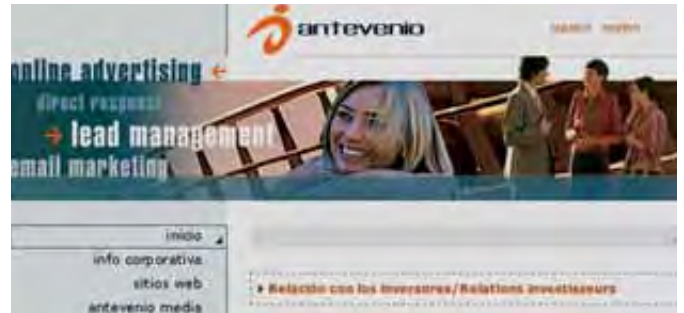 antevenio
online advertising
direct response
lead management
email marketing
inicio
info corporativa
sitios web
antevenio media
Relación con los Inversores/Relations Investisseurs